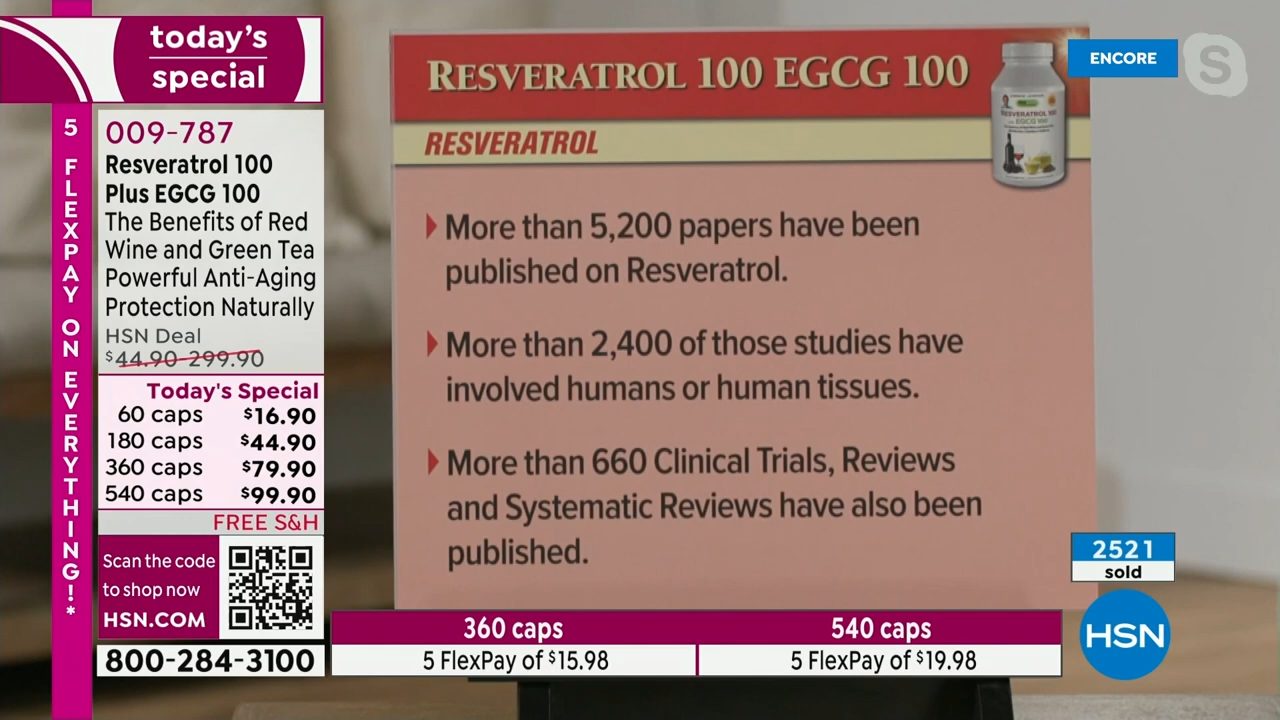 today's
special
5 FLEXPAY ON EVERYTHING!*
009-787
Resveratrol 100
Plus EGCG 100
The Benefits of Red
Wine and Green Tea
Powerful Anti-Aging
Protection Naturally
HSN Deal
$44.90-299.90
Today's Special
60 caps $16.90
180 caps $44.90
360 caps $79.90
540 caps $99.90
FREE S&H
Scan the code
to shop now
HSN.COM
800-284-3100
RESVERATROL 100 EGCG 100
RESVERATROL
More than 5,200 papers have been
published on Resveratrol.
More than 2,400 of those studies have
involved humans or human tissues.
More than 660 Clinical Trials, Reviews
and Systematic Reviews have also been
published.
RESVERATROL 100
EGCG 100
ENCORE
S
2521
sold
HSN
360 caps
5 FlexPay of $15.98
540 caps
5 FlexPay of $19.98